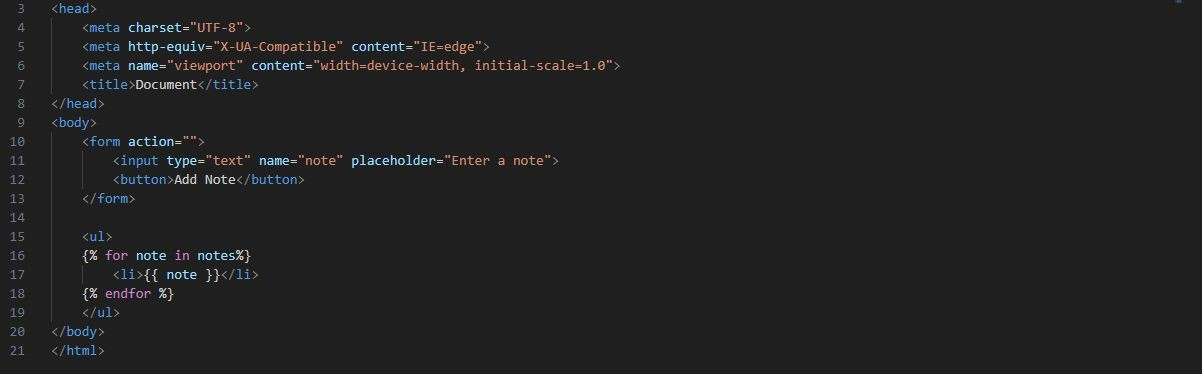 3 <head>
4     <meta charset="UTF-8">
5     <meta http-equiv="X-UA-Compatible" content="IE=edge">
6     <meta name="viewport" content="width=device-width, initial-scale=1.0">
7     <title>Document</title>
8 </head>
9 <body>
10     <form action="">
11         <input type="text" name="note" placeholder="Enter a note">
12         <button>Add Note</button>
13     </form>
14
15     <ul>
16     {% for note in notes%}
17         <li>{{ note }}</li>
18     {% endfor %}
19     </ul>
20 </body>
21 </html>